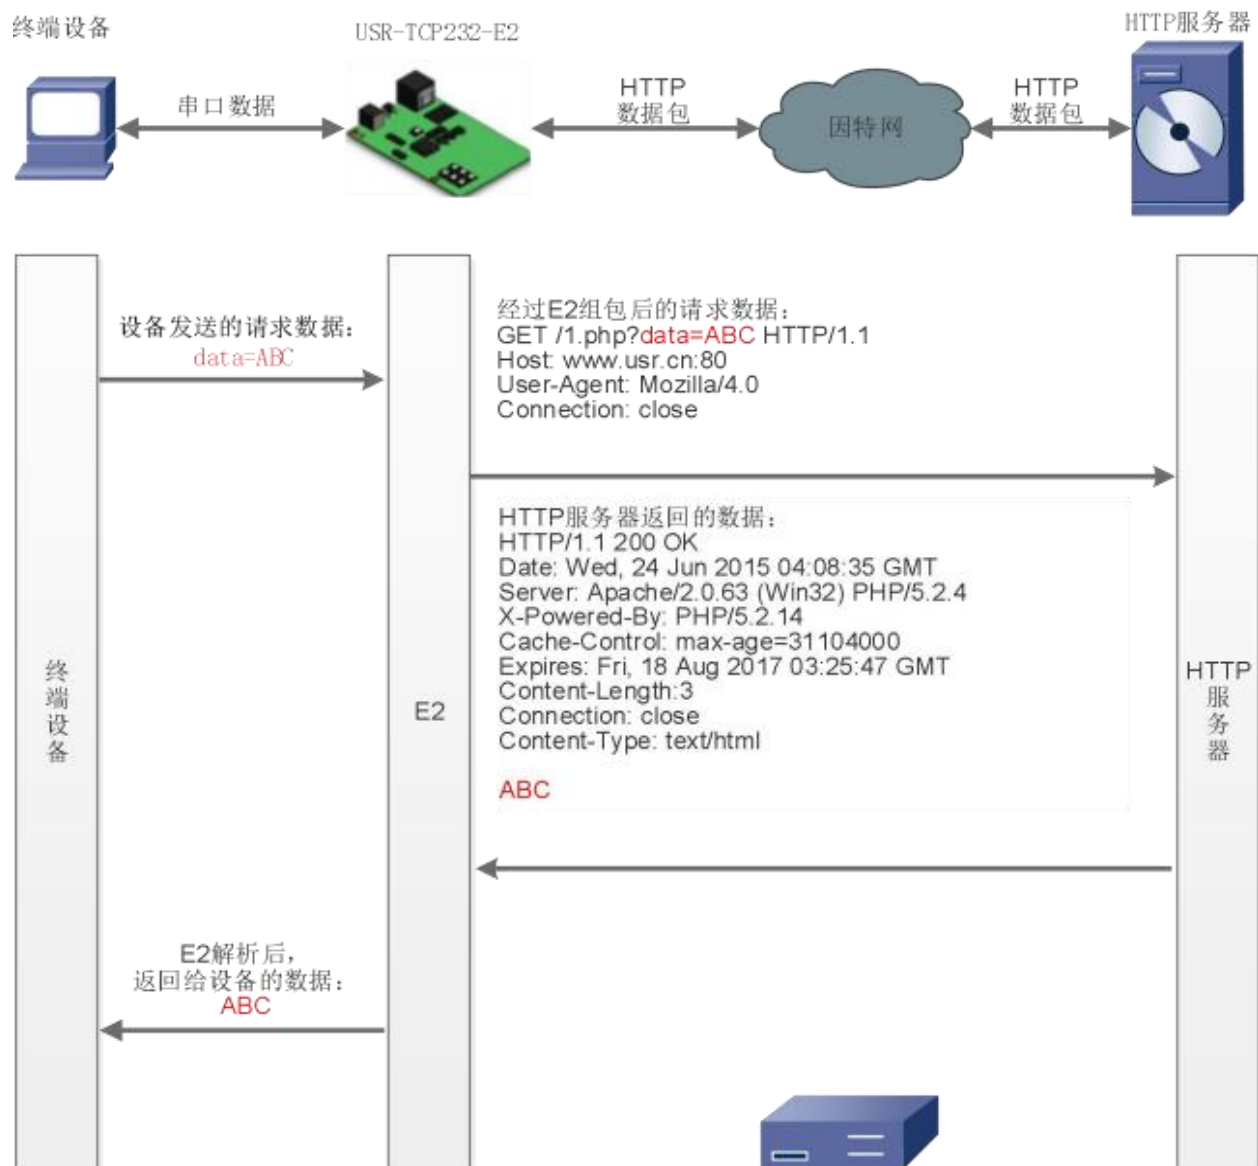 终端设备
USR-TCP232-E2
HTTP服务器
串口数据
HTTP
数据包
因特网
HTTP
数据包
设备发送的请求数据：
data=ABC
经过E2组包后的请求数据：
GET /1.php?data=ABC HTTP/1.1
Host: www.usr.cn:80
User-Agent: Mozilla/4.0
Connection: close
HTTP服务器返回的数据：
HTTP/1.1 200 OK
Date: Wed, 24 Jun 2015 04:08:35 GMT
Server: Apache/2.0.63 (Win32) PHP/5.2.4
X-Powered-By: PHP/5.2.14
Cache-Control: max-age=31104000
Expires: Fri, 18 Aug 2017 03:25:47 GMT
Content-Length:3
Connection: close
Content-Type: text/html
ABC
终端设备
E2
HTTP
服务器
E2解析后，
返回给设备的数据：
ABC